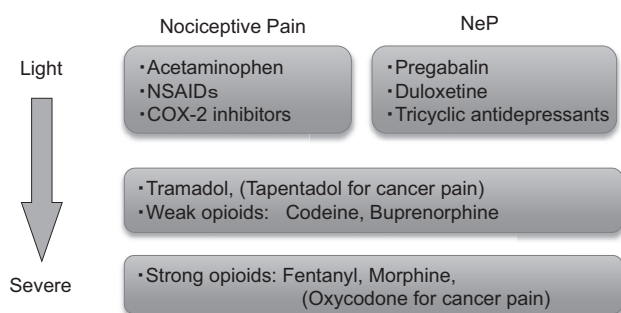 Nociceptive Pain
NeP
Light
・Acetaminophen
・NSAIDs
・COX-2 inhibitors
・Pregabalin
・Duloxetine
・Tricyclic antidepressants
・Tramadol, (Tapentadol for cancer pain)
・Weak opioids: Codeine, Buprenorphine
Severe
・Strong opioids: Fentanyl, Morphine,
(Oxycodone for cancer pain)